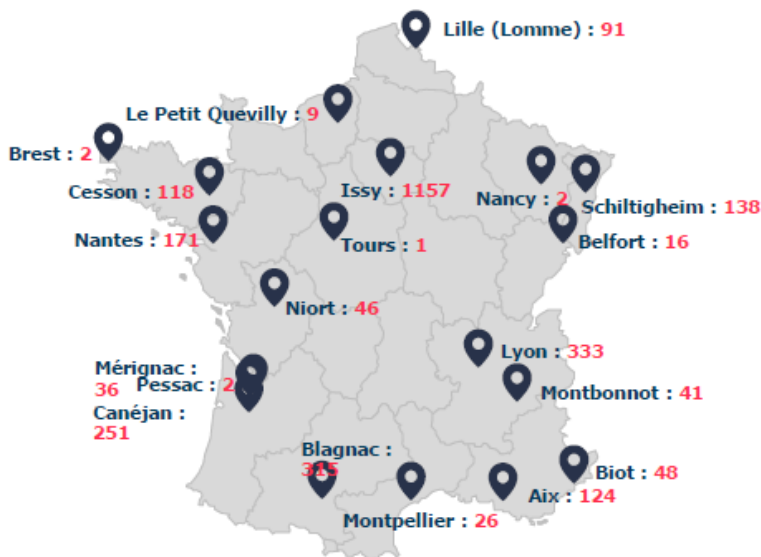 Lille (Lomme) : 91
Le Petit Quevilly : 9
Brest : 2
Cesson : 118
Issy : 1157
Nancy : 2
Schiltigheim : 138
Nantes : 171
Tours : 1
Belfort : 16
Niort : 46
Lyon : 333
Mérignac :
36
Pessac : 2
Montbonnot : 41
Canéjan :
251
Blagnac :
315
Biot : 48
Aix : 124
Montpellier : 26